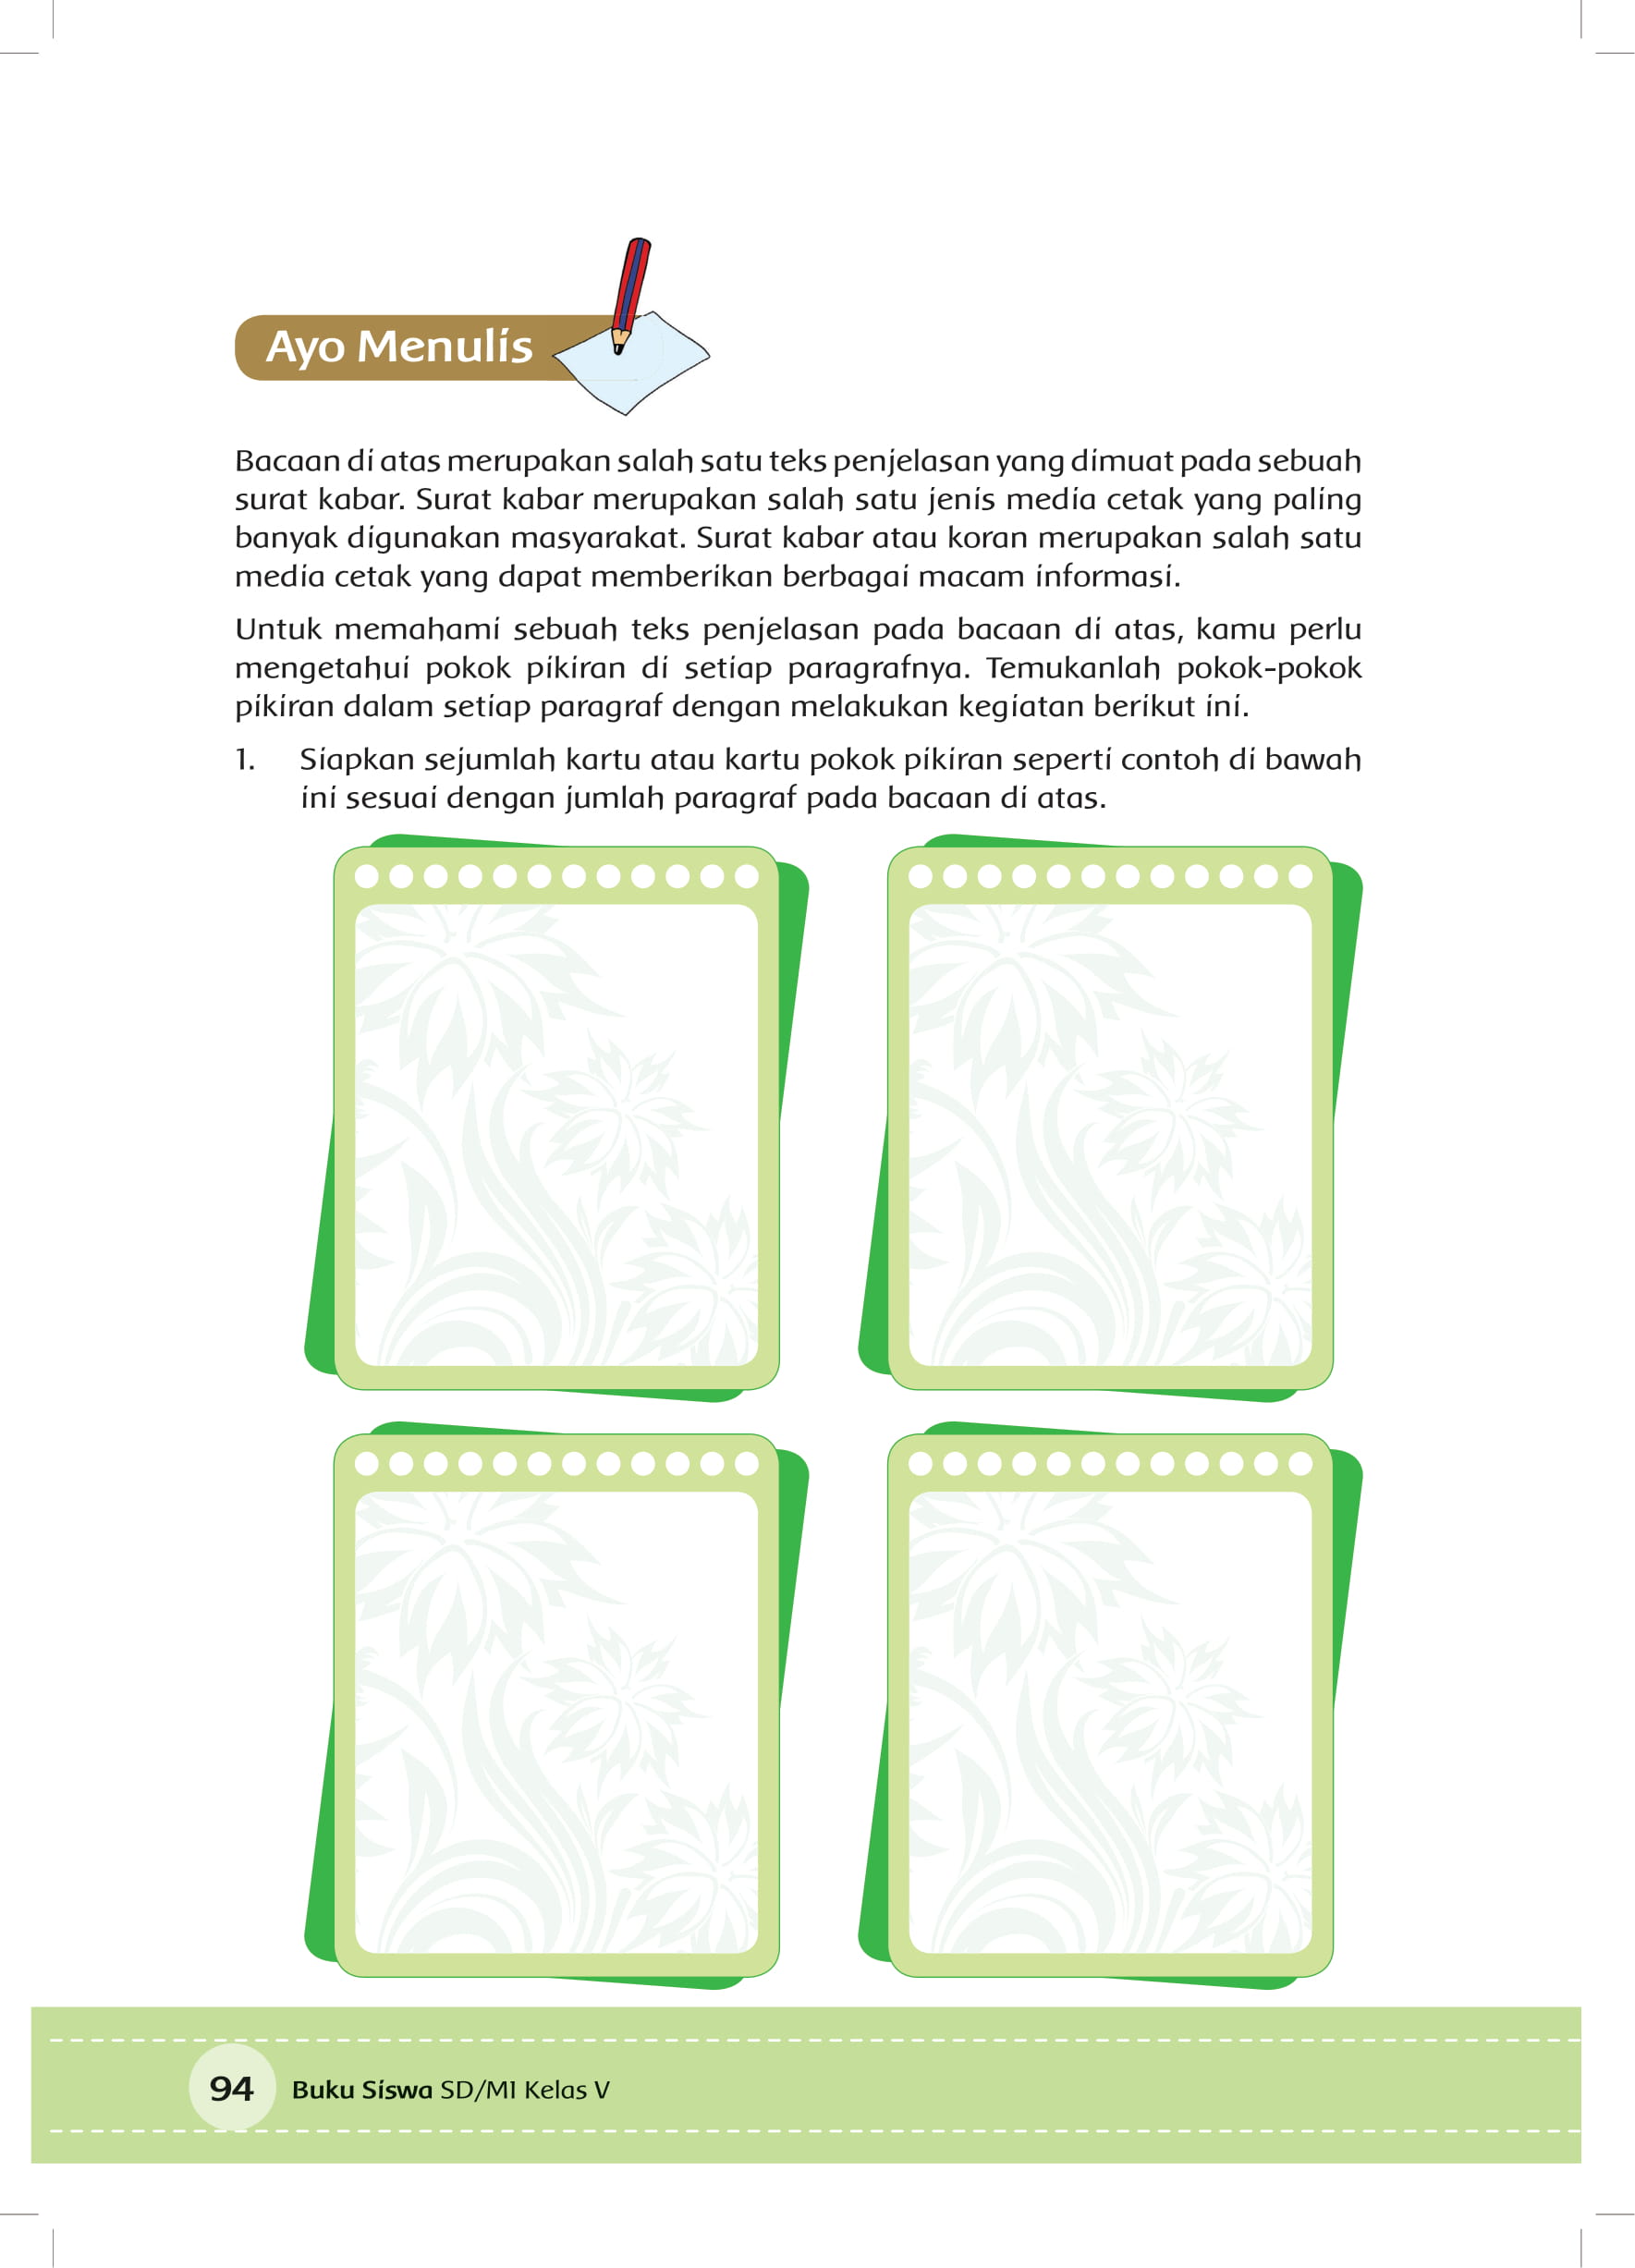 Ayo Menulis
Bacaan di atas merupakan salah satu teks penjelasan yang dimuat pada sebuah
surat kabar. Surat kabar merupakan salah satu jenis media cetak yang paling
banyak digunakan masyarakat. Surat kabar atau koran merupakan salah satu
media cetak yang dapat memberikan berbagai macam informasi.
Untuk memahami sebuah teks penjelasan pada bacaan di atas, kamu perlu
mengetahui pokok pikiran di setiap paragrafnya. Temukanlah pokok-pokok
pikiran dalam setiap paragraf dengan melakukan kegiatan berikut ini.
1. Siapkan sejumlah kartu atau kartu pokok pikiran seperti contoh di bawah
ini sesuai dengan jumlah paragraf pada bacaan di atas.
94 Buku Siswa SD/MI Kelas V